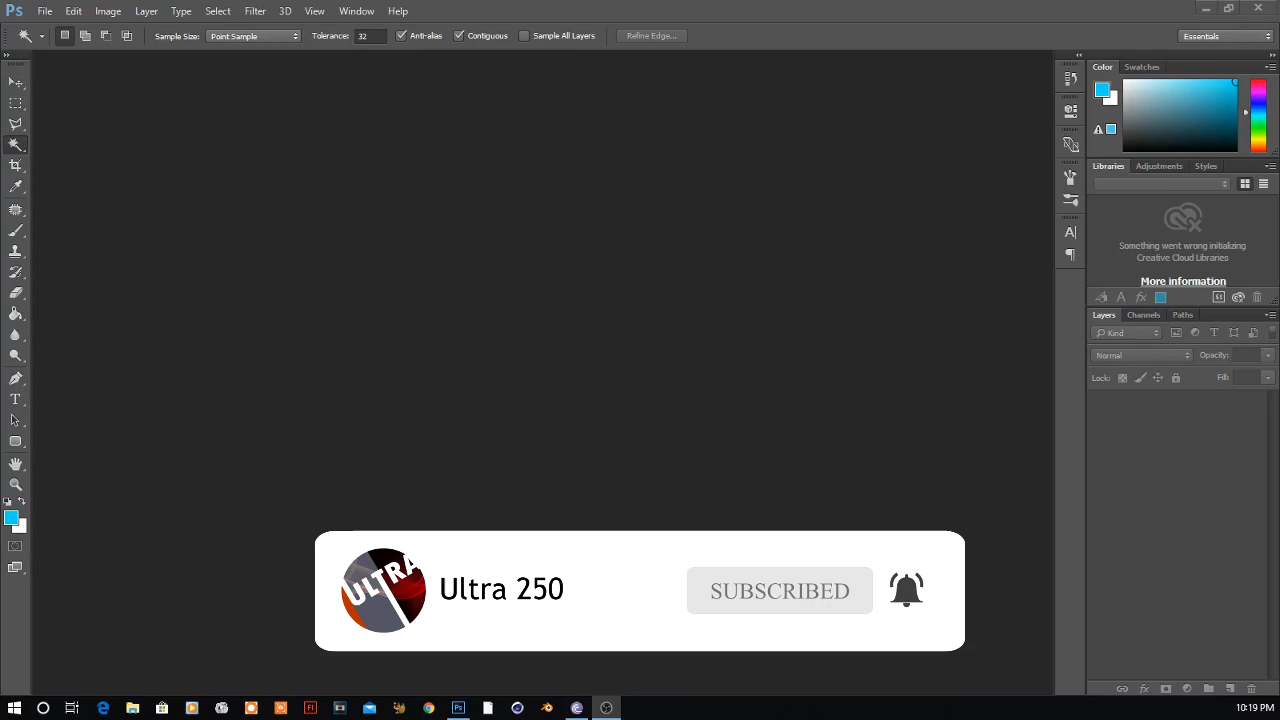 Ps File Edit Image Layer Type Select Filter 3D View Window Help
Sample Size: Point Sample Tolerance: 32 Anti-alias Contiguous Sample All Layers Refine Edge... Essentials
Color Swatches
Libraries Adjustments Styles
Something went wrong initializing
Creative Cloud Libraries
More information
Layers Channels Paths
Kind
Normal Opacity:
Lock: Fill:
ULTRA
Ultra 250
SUBSCRIBED
10:19 PM